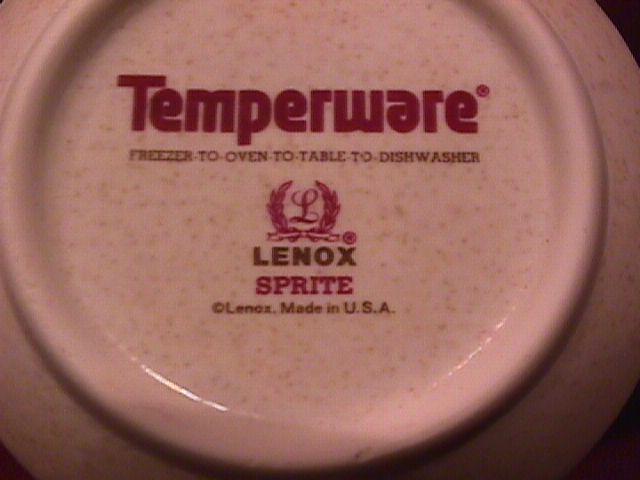 Temperware®
FREEZER-TO-OVEN-TO-TABLE-TO-DISHWASHER
L
®
LENOX
SPRITE
©Lenox. Made in U.S.A.